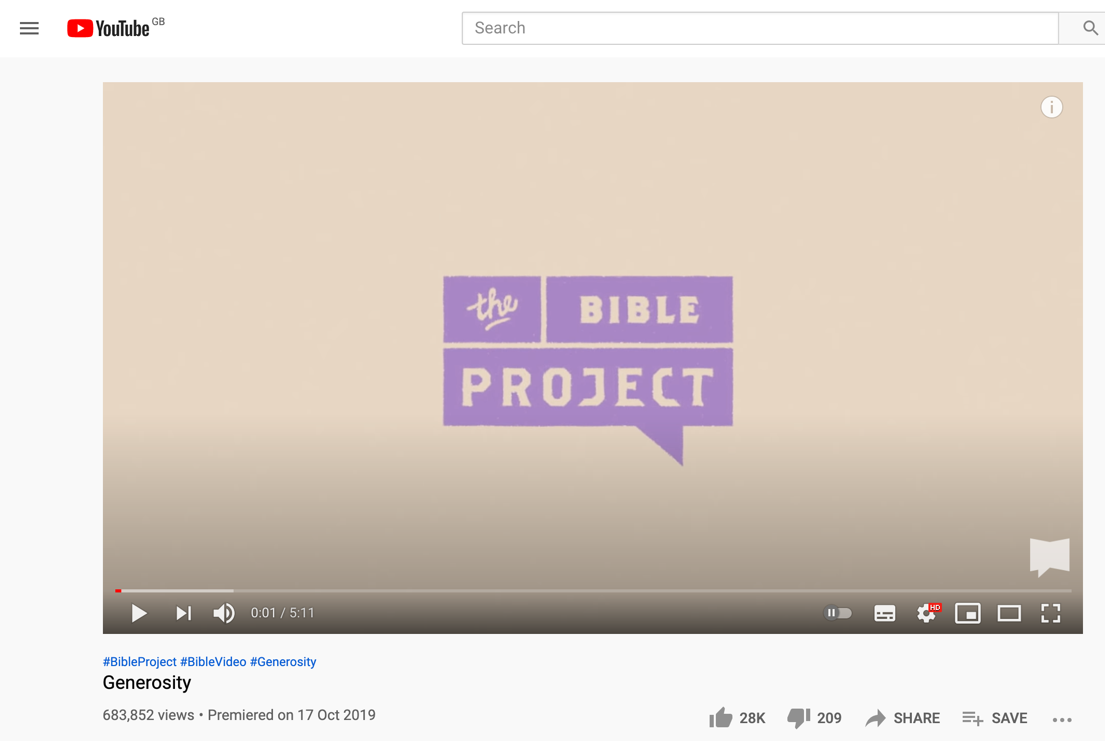 YouTube GB
Search
the BIBLE
PROJECT
0:01 / 5:11
HD
#BibleProject #BibleVideo #Generosity
Generosity
683,852 views • Premiered on 17 Oct 2019
28K 209 SHARE SAVE